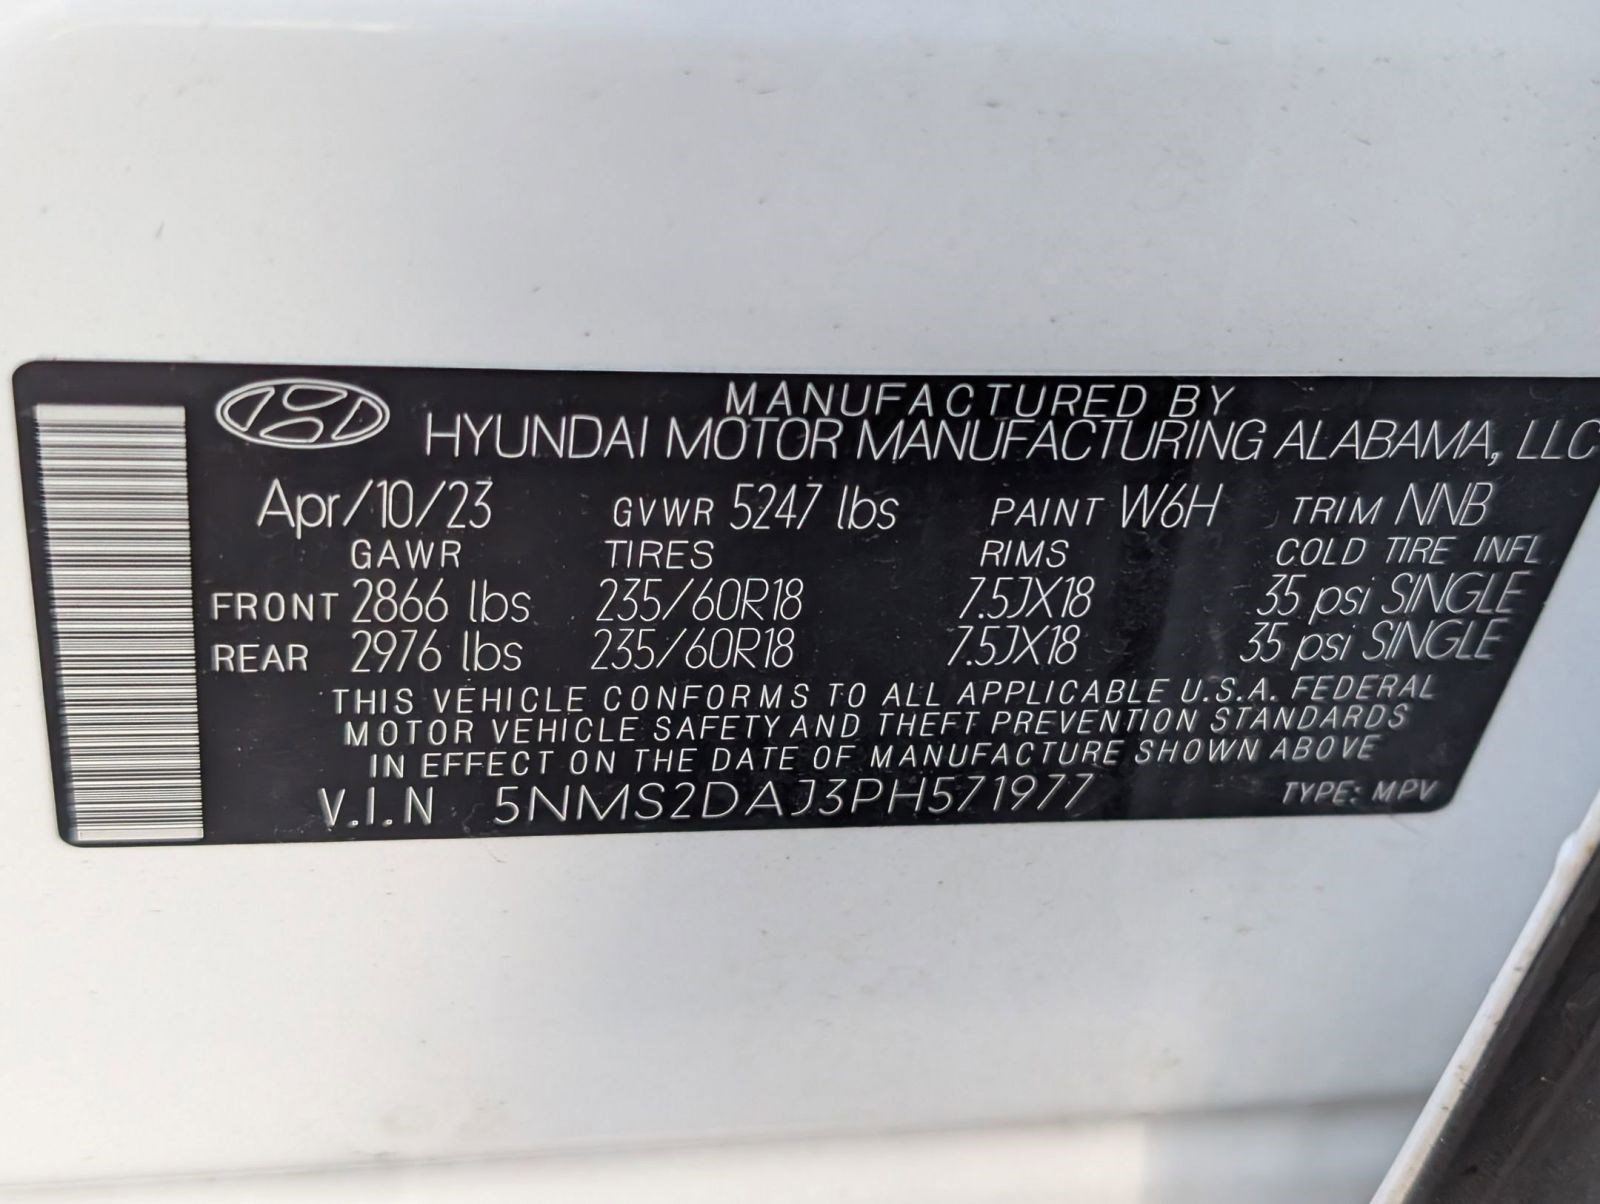 MANUFACTURED BY
HYUNDAI MOTOR MANUFACTURING ALABAMA, LLC
Apr/10/23 GVWR 5247 lbs PAINT W6H TRIM NNB
GAWR TIRES RIMS COLD TIRE INFL
FRONT 2866 lbs 235/60R18 7.5JX18 35 psi SINGLE
REAR 2976 lbs 235/60R18 7.5JX18 35 psi SINGLE
THIS VEHICLE CONFORMS TO ALL APPLICABLE U.S.A. FEDERAL
MOTOR VEHICLE SAFETY AND THEFT PREVENTION STANDARDS
IN EFFECT ON THE DATE OF MANUFACTURE SHOWN ABOVE
V.I.N 5NMS2DAJ3PH571977 TYPE: MPV